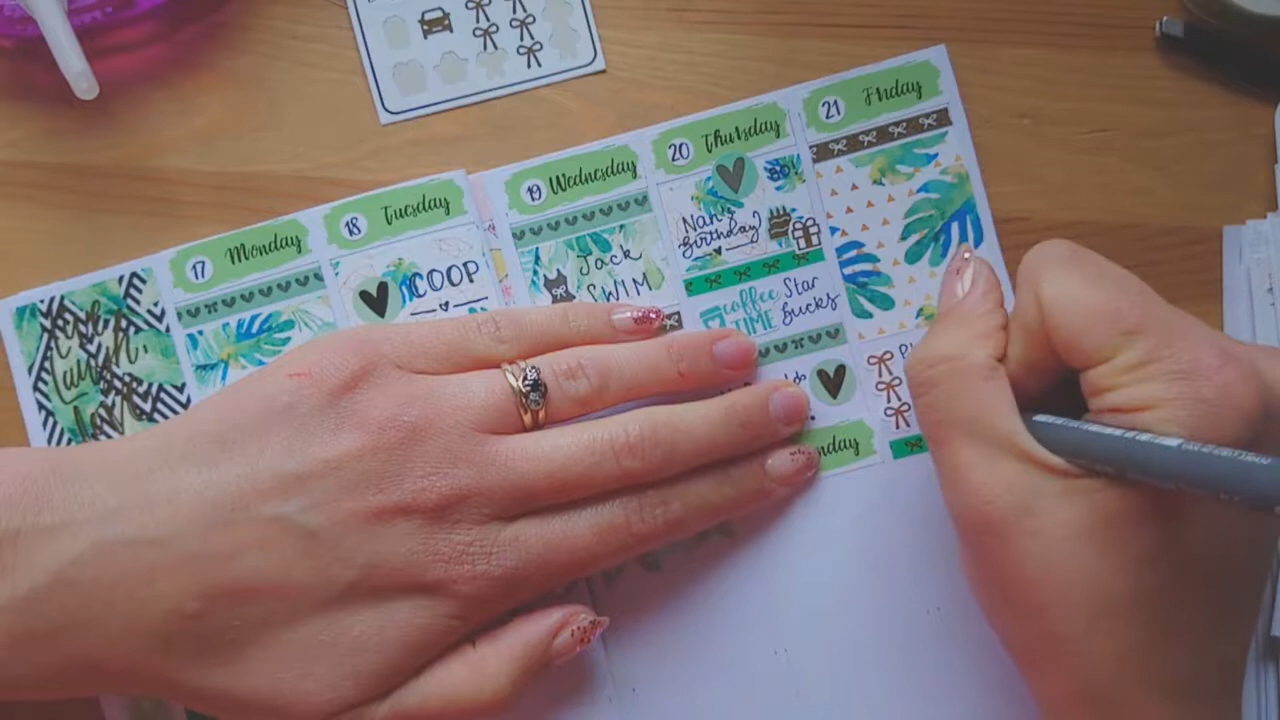 17 Monday
18 Tuesday
COOP
19 Wednesday
Jack
SWIM
20 Thursday
80!
Nan's
Birthday
coffee
TIME
Star
bucks
nday
21 Friday